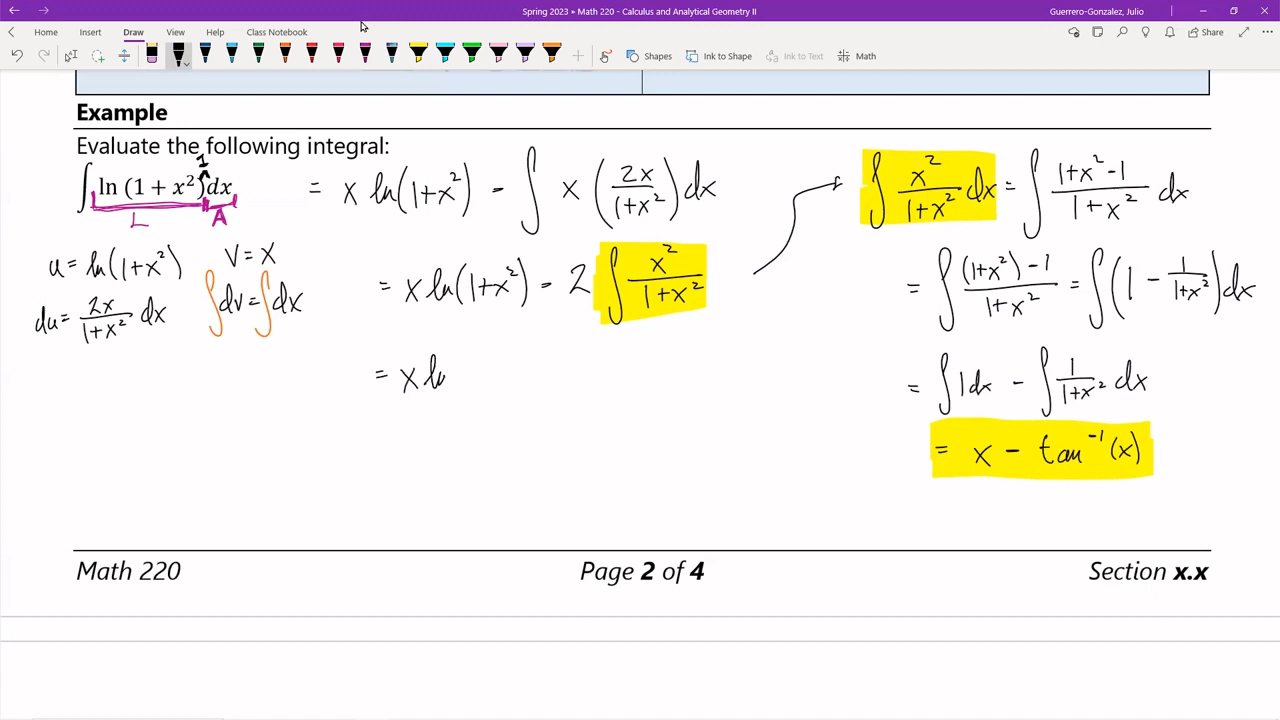 Spring 2023 » Math 220 - Calculus and Analytical Geometry II
Guerrero-Gonzalez, Julio
Home Insert Draw View Help Class Notebook
Share
Shapes Ink to Shape Ink to Text Math
Example
Evaluate the following integral:
∫ ln (1 + x²) dx
1
L A
u = ln(1+x²) v = x
du = 2x/(1+x²) dx ∫dv = ∫dx
= x ln(1+x²) - ∫ x (2x/(1+x²)) dx
= x ln(1+x²) - 2 ∫ x²/(1+x²)
= x ln
∫ x²/(1+x²) dx = ∫ (1+x²-1)/(1+x²) dx
= ∫ ((1+x²)-1)/(1+x²) = ∫ (1 - 1/(1+x²)) dx
= ∫ 1dx - ∫ 1/(1+x²) dx
= x - tan⁻¹(x)
Math 220 Page 2 of 4 Section x.x